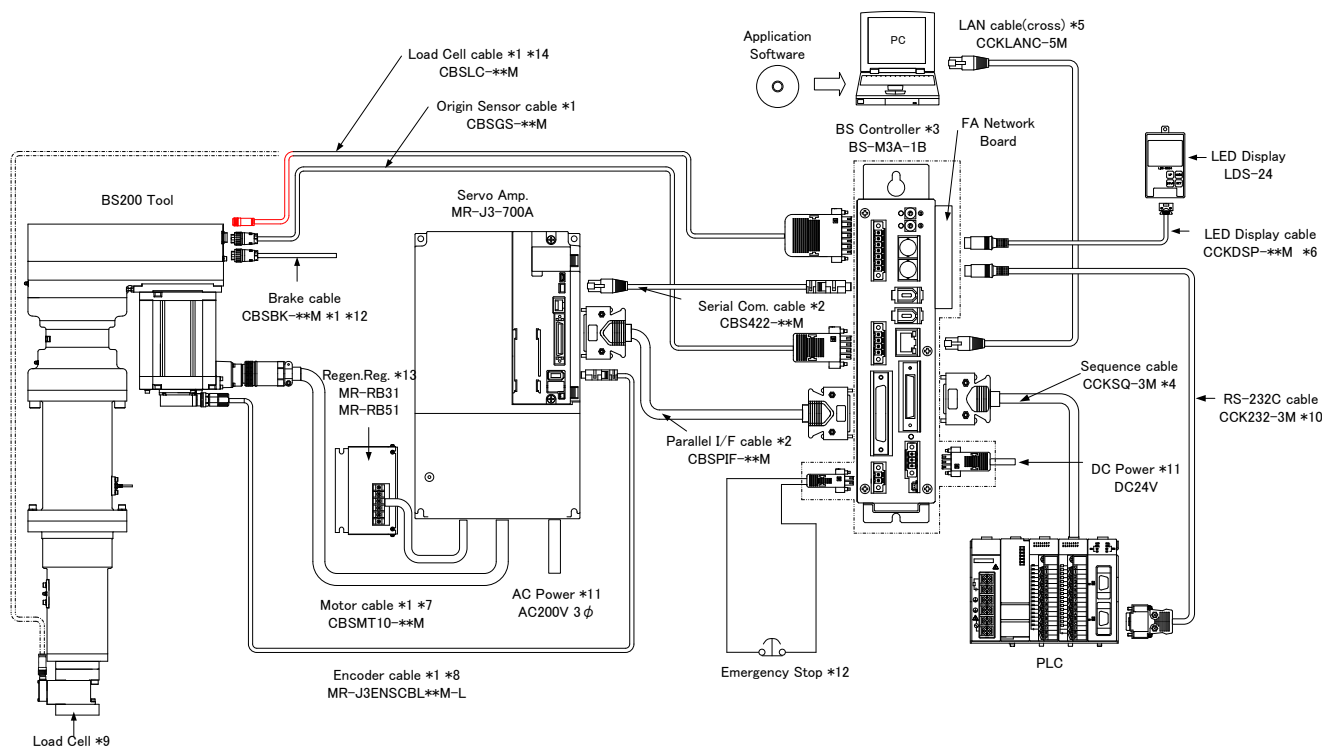 Application
Software
PC
LAN cable(cross) *5
CCKLANC-5M
Load Cell cable *1 *14
CBSLC-**M
Origin Sensor cable *1
CBSGS-**M
BS Controller *3
BS-M3A-1B
FA Network
Board
LED Display
LDS-24
BS200 Tool
Servo Amp.
MR-J3-700A
LED Display cable
CCKDSP-**M *6
Brake cable
CBSBK-**M *1 *12
Serial Com. cable *2
CBS422-**M
Regen.Reg. *13
MR-RB31
MR-RB51
Sequence cable
CCKSQ-3M *4
RS-232C cable
CCK232-3M *10
Parallel I/F cable *2
CBSPIF-**M
DC Power *11
DC24V
Motor cable *1 *7
CBSMT10-**M
AC Power *11
AC200V 3φ
Emergency Stop *12
PLC
Encoder cable *1 *8
MR-J3ENSCBL**M-L
Load Cell *9